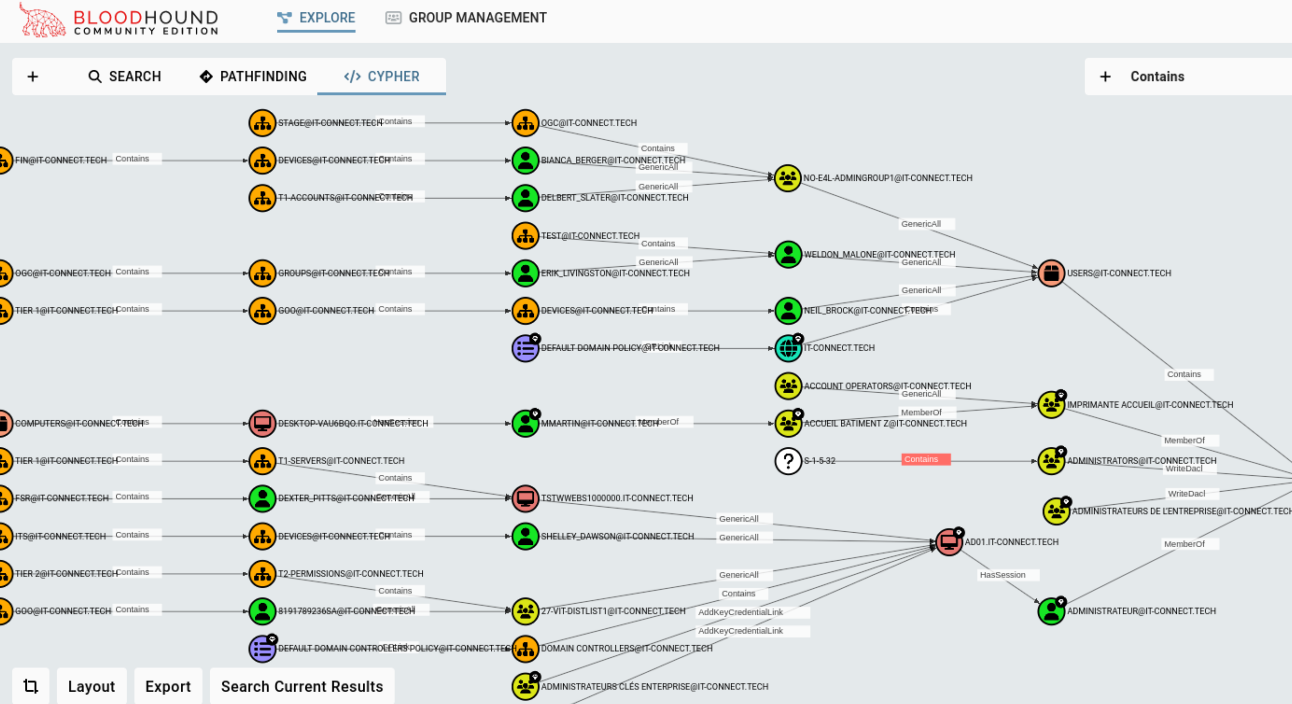 BLOODHOUND
COMMUNITY EDITION
EXPLORE
GROUP MANAGEMENT
SEARCH
PATHFINDING
CYPHER
Contains
STAGE@IT-CONNECT.TECH Contains
OGC@IT-CONNECT.TECH
Contains
FIN@IT-CONNECT.TECH Contains
DEVICES@IT-CONNECT.TECH Contains
BIANCA_BERGER@IT-CONNECT.TECH
GenericAll
NO-E4L-ADMINGROUP1@IT-CONNECT.TECH
GenericAll
T1-ACCOUNTS@IT-CONNECT.TECH Contains
DELBERT_SLATER@IT-CONNECT.TECH
GenericAll
TEST@IT-CONNECT.TECH
Contains
WELDON_MALONE@IT-CONNECT.TECH
GenericAll
GenericAll
OGC@IT-CONNECT.TECH Contains
GROUPS@IT-CONNECT.TECH Contains
ERIK_LIVINGSTON@IT-CONNECT.TECH
USERS@IT-CONNECT.TECH
GenericAll
TIER 1@IT-CONNECT.TECH Contains
GOO@IT-CONNECT.TECH Contains
DEVICES@IT-CONNECT.TECH Contains
NEIL_BROCK@IT-CONNECT.TECH Contains
DEFAULT DOMAIN POLICY@IT-CONNECT.TECH
IT-CONNECT.TECH
Contains
ACCOUNT OPERATORS@IT-CONNECT.TECH
GenericAll
IMPRIMANTE ACCUEIL@IT-CONNECT.TECH
MemberOf
COMPUTERS@IT-CONNECT.TECH Contains
DESKTOP-VAU6BQO.IT-CONNECT.TECH
MMARTIN@IT-CONNECT.TECH MemberOf
ACCUEIL BATIMENT Z@IT-CONNECT.TECH
MemberOf
TIER 1@IT-CONNECT.TECH Contains
T1-SERVERS@IT-CONNECT.TECH
S-1-5-32
Contains
ADMINISTRATORS@IT-CONNECT.TECH
WriteDacl
Contains
WriteDacl
FSR@IT-CONNECT.TECH Contains
DEXTER_PITTS@IT-CONNECT.TECH
TSTWWEBS1000000.IT-CONNECT.TECH
ADMINISTRATEURS DE L'ENTREPRISE@IT-CONNECT.TECH
GenericAll
ITS@IT-CONNECT.TECH Contains
DEVICES@IT-CONNECT.TECH Contains
SHELLEY_DAWSON@IT-CONNECT.TECH
GenericAll
AD01.IT-CONNECT.TECH
MemberOf
TIER 2@IT-CONNECT.TECH Contains
T2-PERMISSIONS@IT-CONNECT.TECH
GenericAll
HasSession
Contains
Contains
GOO@IT-CONNECT.TECH Contains
8191789236SA@IT-CONNECT.TECH
27-VIT-DISTLIST1@IT-CONNECT.TECH
AddKeyCredentialLink
ADMINISTRATEUR@IT-CONNECT.TECH
AddKeyCredentialLink
DEFAULT DOMAIN CONTROLLERS POLICY@IT-CONNECT.TECH
DOMAIN CONTROLLERS@IT-CONNECT.TECH
ADMINISTRATEURS CLÉS ENTERPRISE@IT-CONNECT.TECH
Layout
Export
Search Current Results